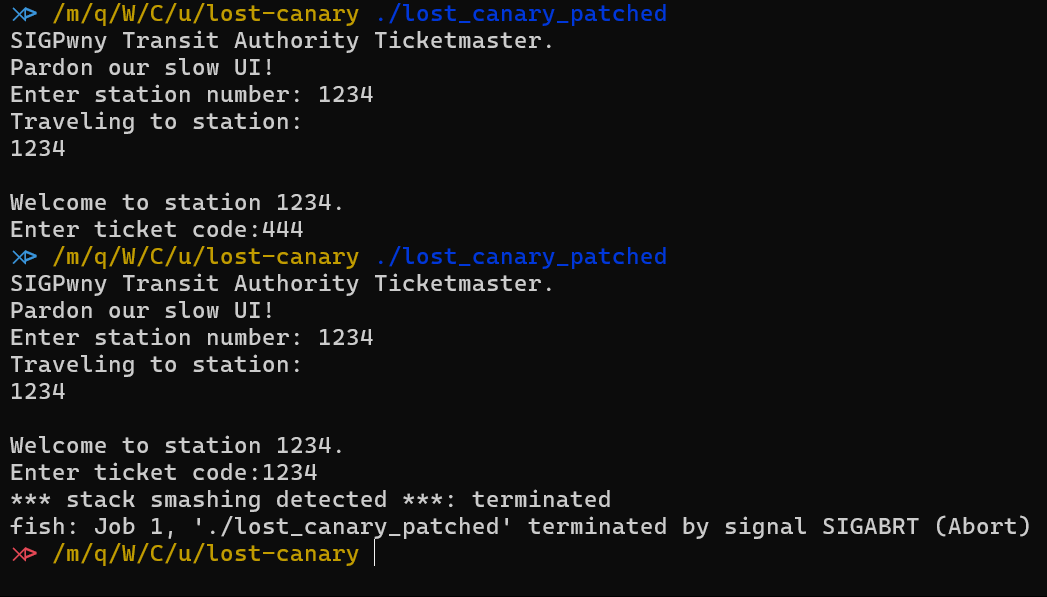 /m/q/W/C/u/lost-canary ./lost_canary_patched
SIGPwny Transit Authority Ticketmaster.
Pardon our slow UI!
Enter station number: 1234
Traveling to station:
1234
Welcome to station 1234.
Enter ticket code:444
/m/q/W/C/u/lost-canary ./lost_canary_patched
SIGPwny Transit Authority Ticketmaster.
Pardon our slow UI!
Enter station number: 1234
Traveling to station:
1234
Welcome to station 1234.
Enter ticket code:1234
*** stack smashing detected ***: terminated
fish: Job 1, './lost_canary_patched' terminated by signal SIGABRT (Abort)
/m/q/W/C/u/lost-canary